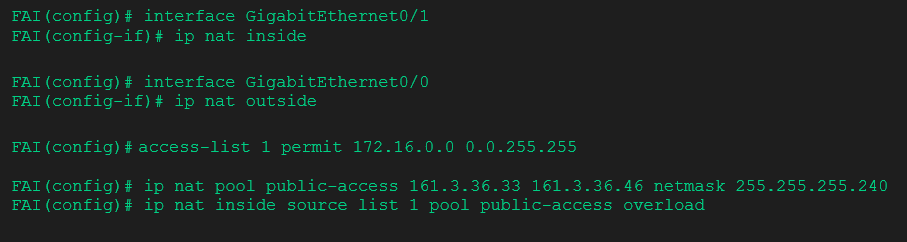 FAI(config)# interface GigabitEthernet0/1
FAI(config-if)# ip nat inside
FAI(config)# interface GigabitEthernet0/0
FAI(config-if)# ip nat outside
FAI(config)# access-list 1 permit 172.16.0.0 0.0.255.255
FAI(config)# ip nat pool public-access 161.3.36.33 161.3.36.46 netmask 255.255.255.240
FAI(config)# ip nat inside source list 1 pool public-access overload